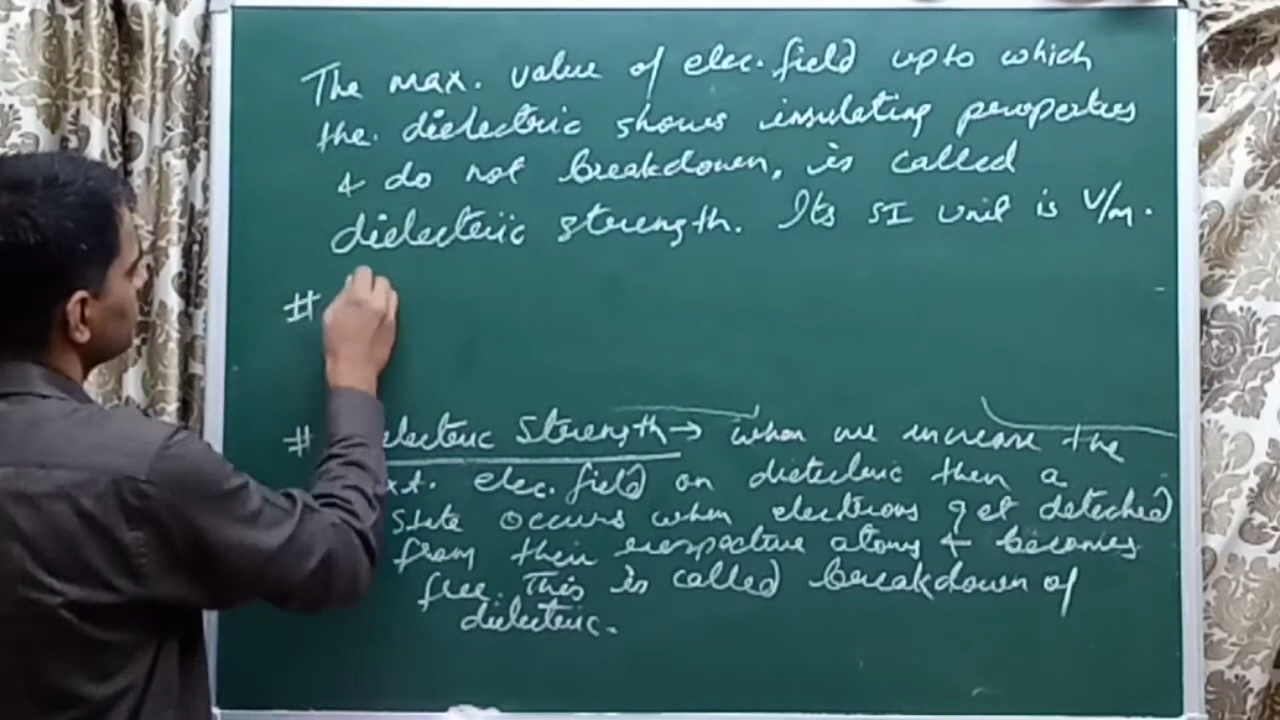 The max. value of elec. field upto which
the. dielectric shows insulating properties
& do not breakdown, is called
dielectric strength. Its SI Unit is V/m.
#
# electric Strength → when we increase the
xt. elec. field on dielectric then a
state occurs when electrons get detached
from their respective atoms & becomes
free. This is called breakdown of
dielectric.